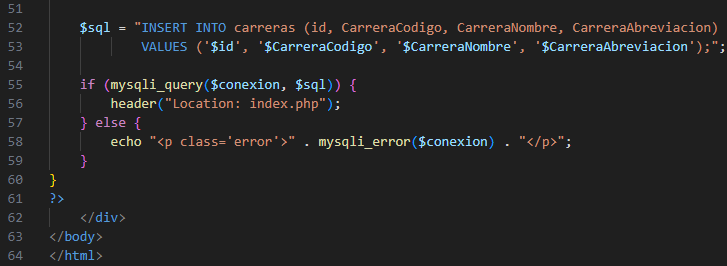 51
52 $sql = "INSERT INTO carreras (id, CarreraCodigo, CarreraNombre, CarreraAbreviacion)
53 VALUES ('$id', '$CarreraCodigo', '$CarreraNombre', '$CarreraAbreviacion');";
54
55 if (mysqli_query($conexion, $sql)) {
56 header("Location: index.php");
57 } else {
58 echo "<p class='error'>" . mysqli_error($conexion) . "</p>";
59 }
60 }
61 ?>
62 </div>
63 </body>
64 </html>